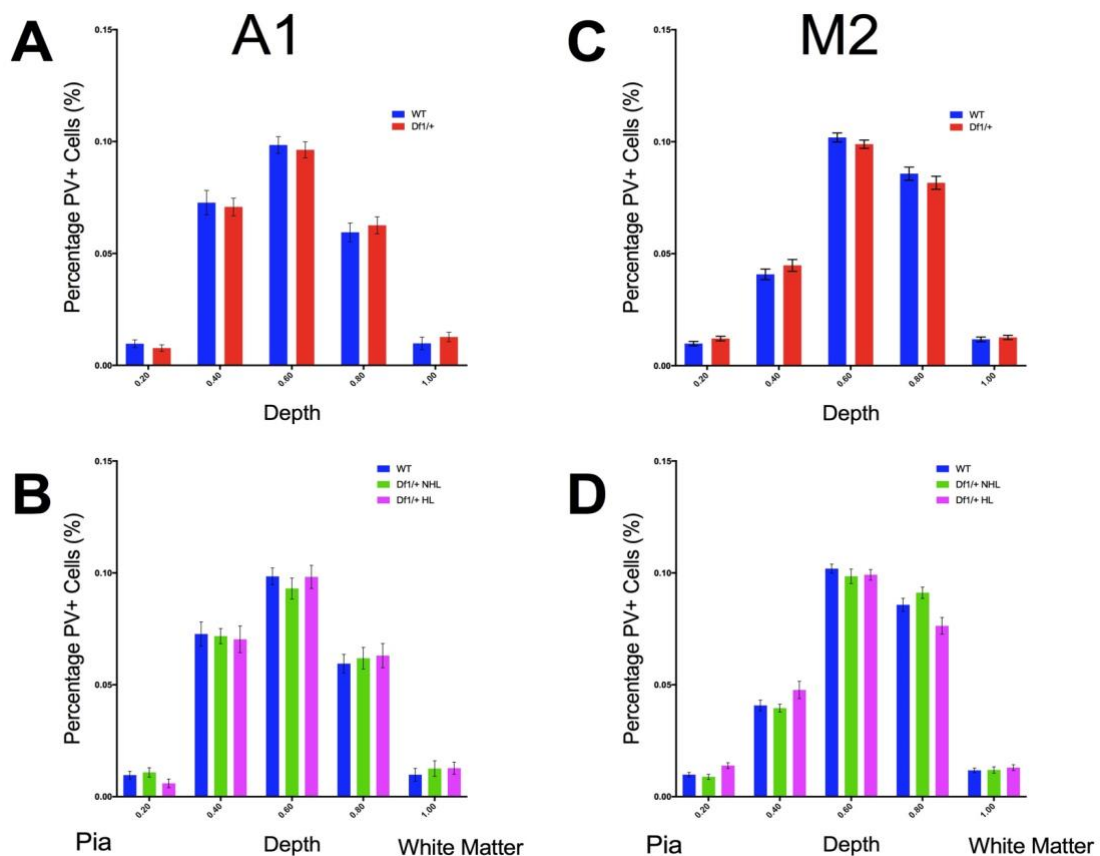 A
A1
0.15
0.10
0.05
0.00
Percentage PV+ Cells (%)
WT
Df1/+
0.20
0.40
0.60
0.80
1.00
Depth
C
M2
0.15
0.10
0.05
0.00
Percentage PV+ Cells (%)
WT
Df1/+
0.20
0.40
0.60
0.80
1.00
Depth
B
0.15
0.10
0.05
0.00
Percentage PV+ Cells (%)
WT
Df1/+ NHL
Df1/+ HL
0.20
0.40
0.60
0.80
1.00
Pia
Depth
White Matter
D
0.15
0.10
0.05
0.00
Percentage PV+ Cells (%)
WT
Df1/+ NHL
Df1/+ HL
0.20
0.40
0.60
0.80
1.00
Pia
Depth
White Matter